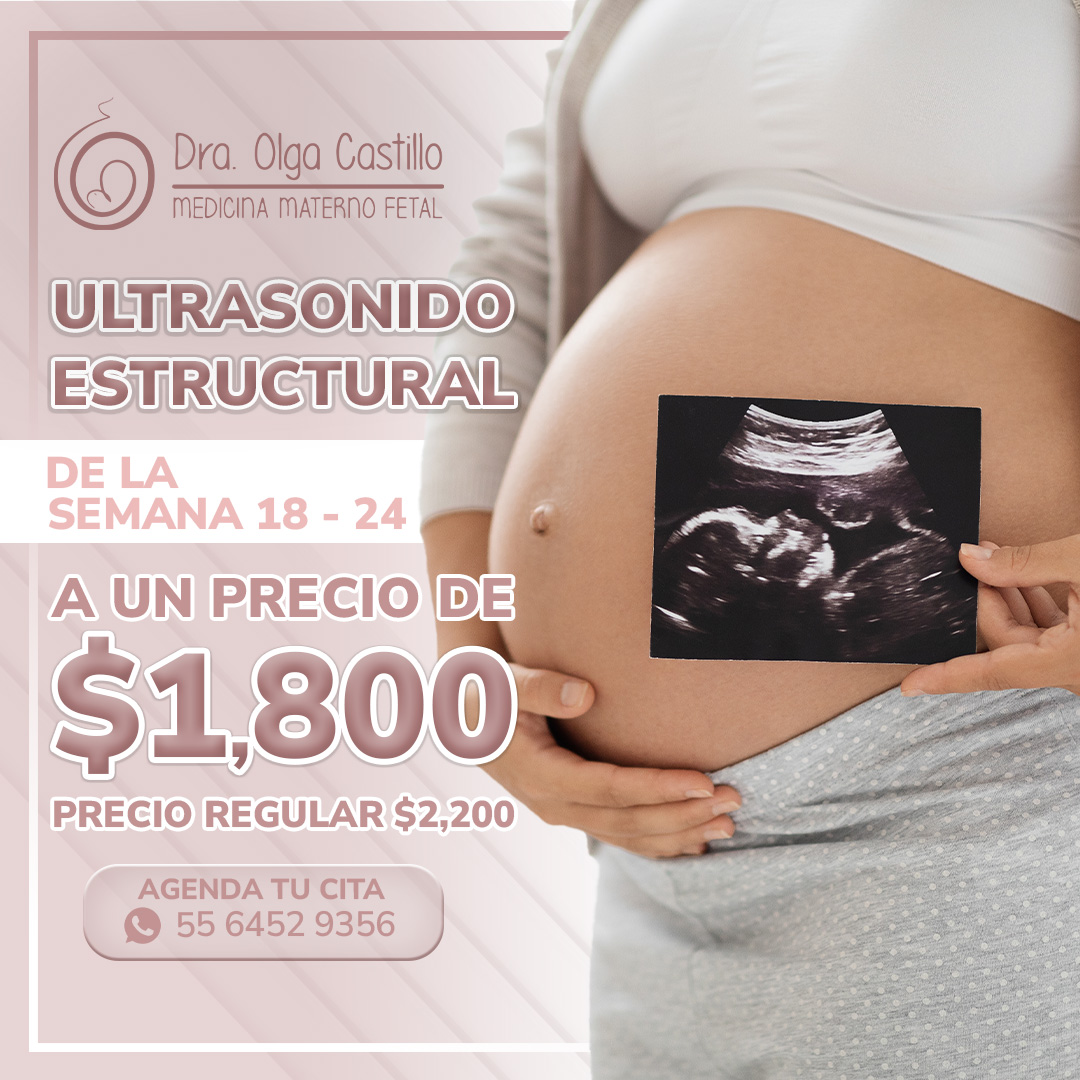 Dra. Olga Castillo
MEDICINA MATERNO FETAL
ULTRASONIDO
ESTRUCTURAL
DE LA
SEMANA 18 - 24
A UN PRECIO DE
$1,800
PRECIO REGULAR $2,200
AGENDA TU CITA
55 6452 9356